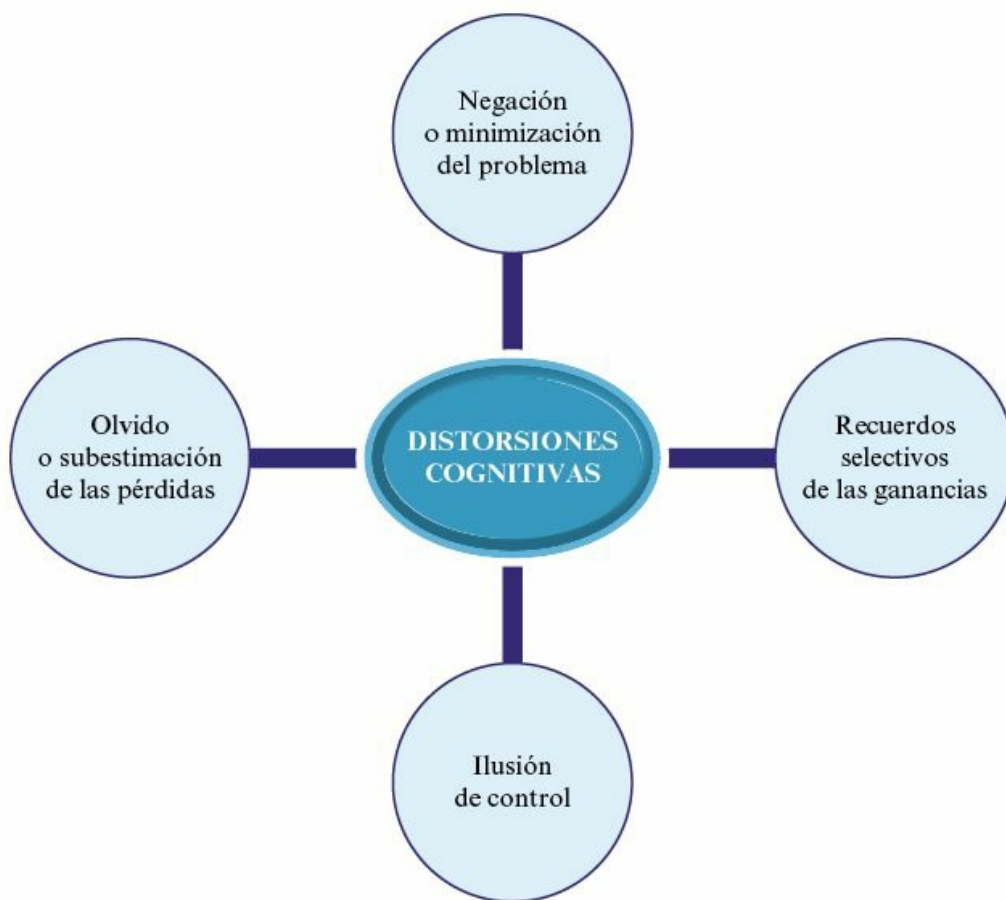 Negación
o minimización
del problema
Olvido
o subestimación
de las pérdidas
DISTORSIONES
COGNITIVAS
Recuerdos
selectivos
de las ganancias
Ilusión
de control